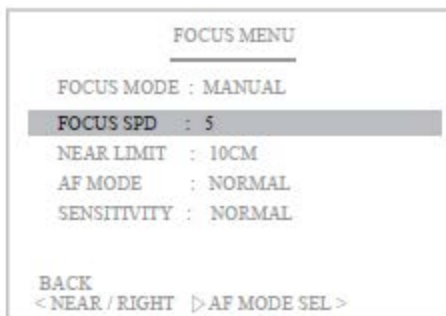 FOCUS MENU
FOCUS MODE : MANUAL
FOCUS SPD : 5
NEAR LIMIT : 10CM
AF MODE : NORMAL
SENSITIVITY : NORMAL
BACK
< NEAR / RIGHT ▷AF MODE SEL >